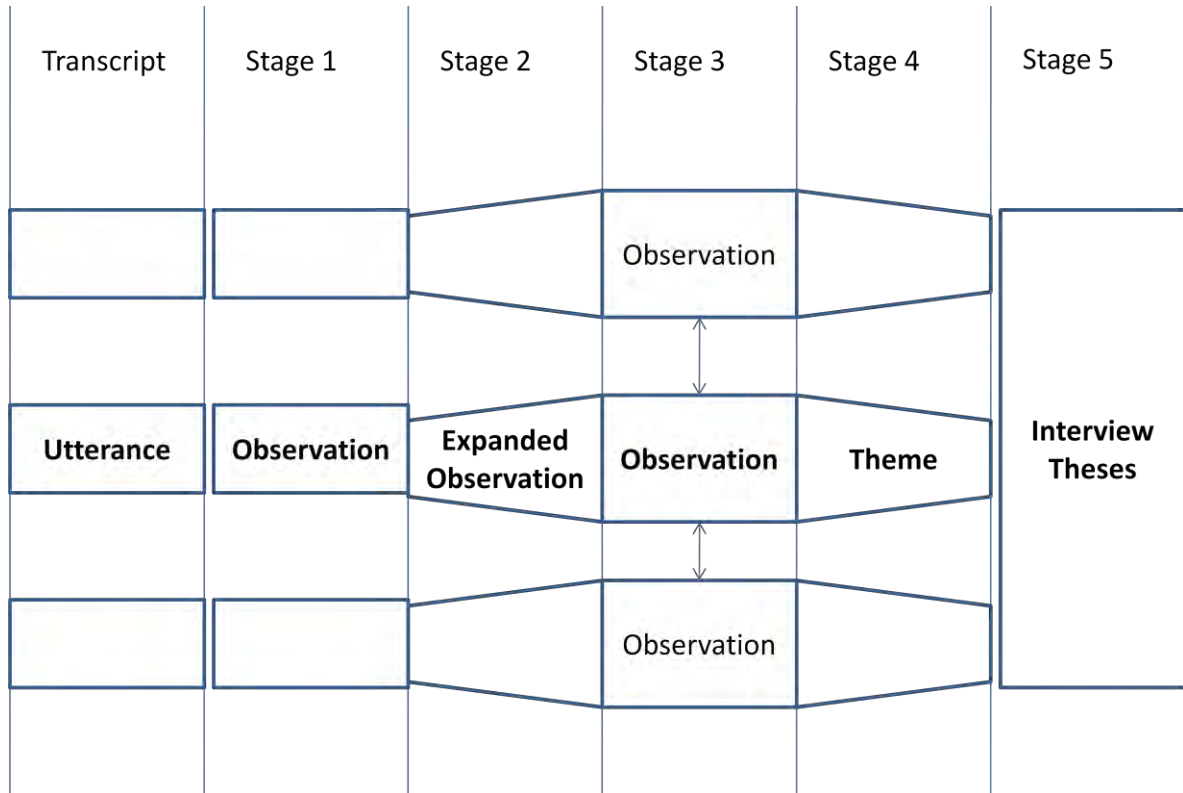 Transcript Stage 1 Stage 2 Stage 3 Stage 4 Stage 5
Observation
Utterance Observation Expanded Observation Observation Theme Interview Theses
Observation